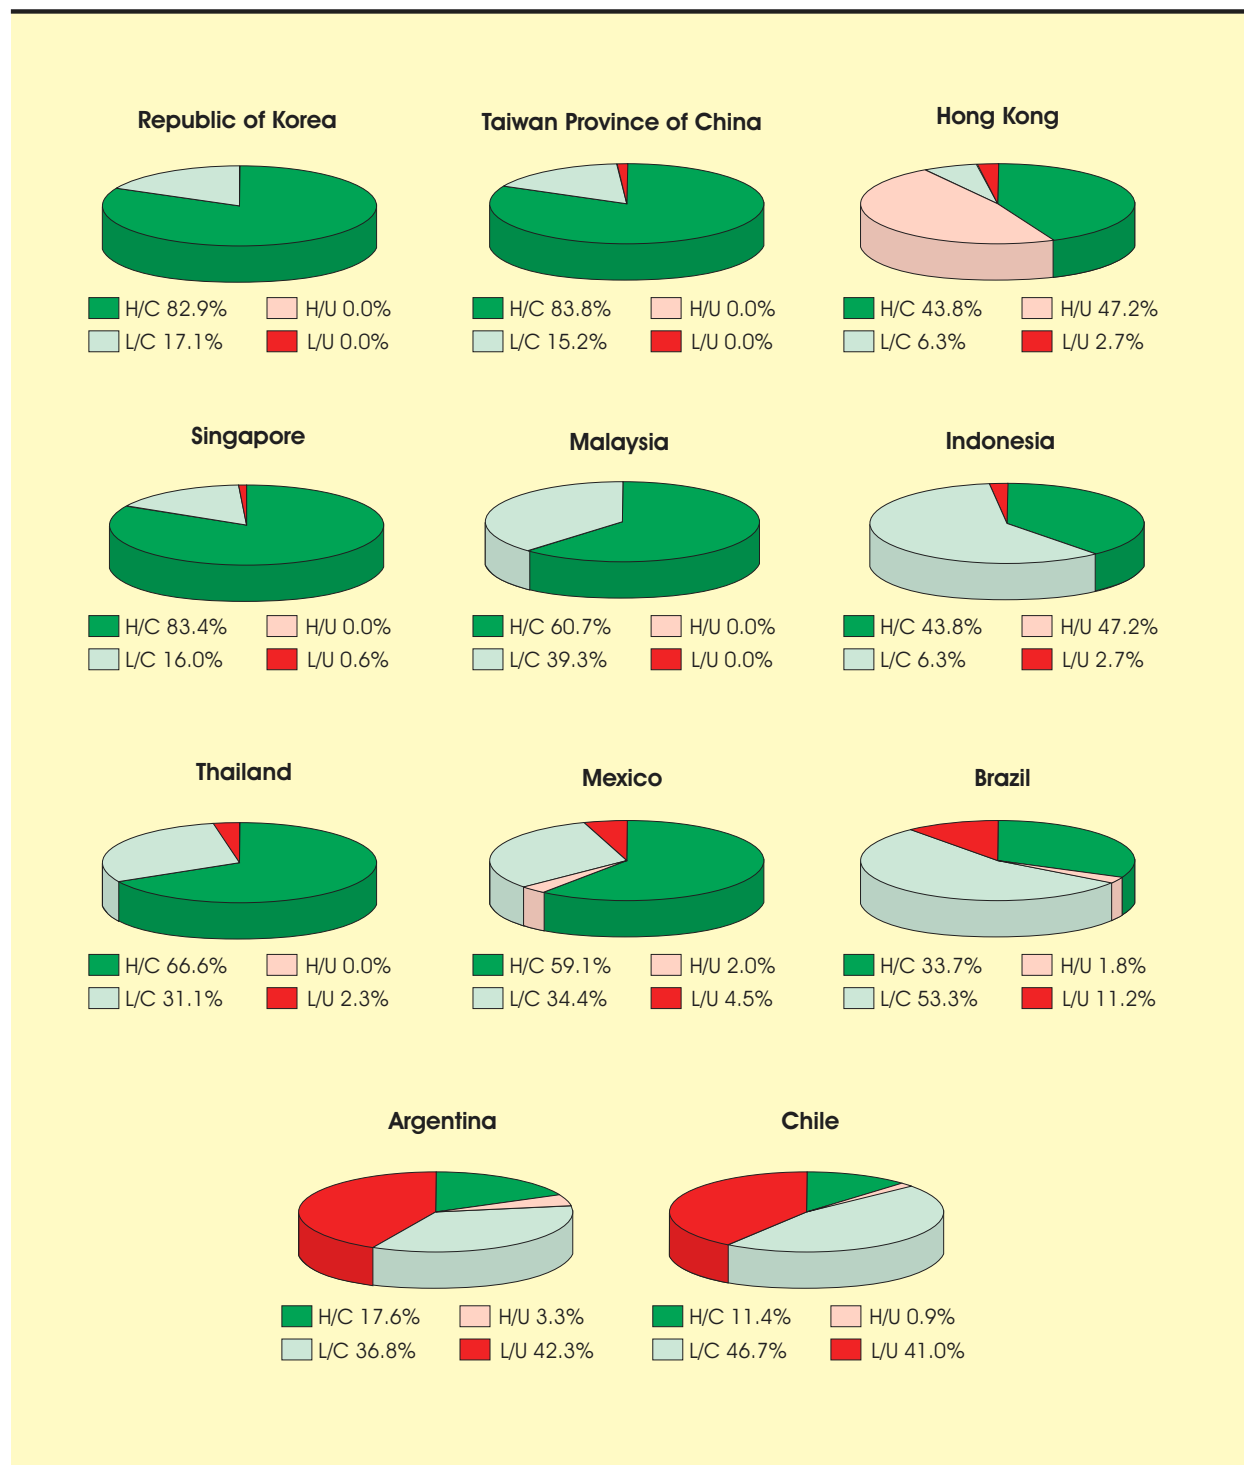 Republic of Korea
H/C 82.9% H/U 0.0%
L/C 17.1% L/U 0.0%
Taiwan Province of China
H/C 83.8% H/U 0.0%
L/C 15.2% L/U 0.0%
Hong Kong
H/C 43.8% H/U 47.2%
L/C 6.3% L/U 2.7%
Singapore
H/C 83.4% H/U 0.0%
L/C 16.0% L/U 0.6%
Malaysia
H/C 60.7% H/U 0.0%
L/C 39.3% L/U 0.0%
Indonesia
H/C 43.8% H/U 47.2%
L/C 6.3% L/U 2.7%
Thailand
H/C 66.6% H/U 0.0%
L/C 31.1% L/U 2.3%
Mexico
H/C 59.1% H/U 2.0%
L/C 34.4% L/U 4.5%
Brazil
H/C 33.7% H/U 1.8%
L/C 53.3% L/U 11.2%
Argentina
H/C 17.6% H/U 3.3%
L/C 36.8% L/U 42.3%
Chile
H/C 11.4% H/U 0.9%
L/C 46.7% L/U 41.0%